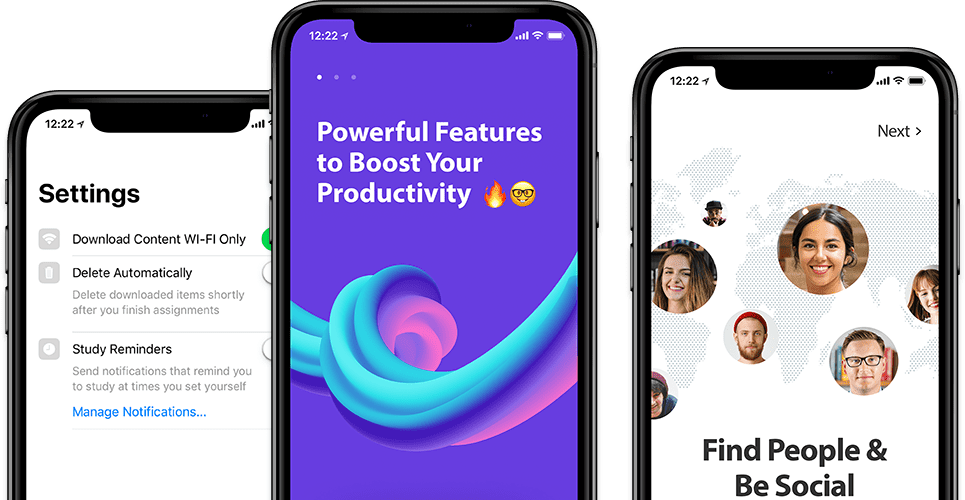 12:22
Settings
Download Content WI-FI Only
Delete Automatically
Delete downloaded items shortly
after you finish assignments
Study Reminders
Send notifications that remind you
to study at times you set yourself
Manage Notifications...
12:22
Powerful Features
to Boost Your
Productivity 🔥🤓
12:22
Next >
Find People &
Be Social